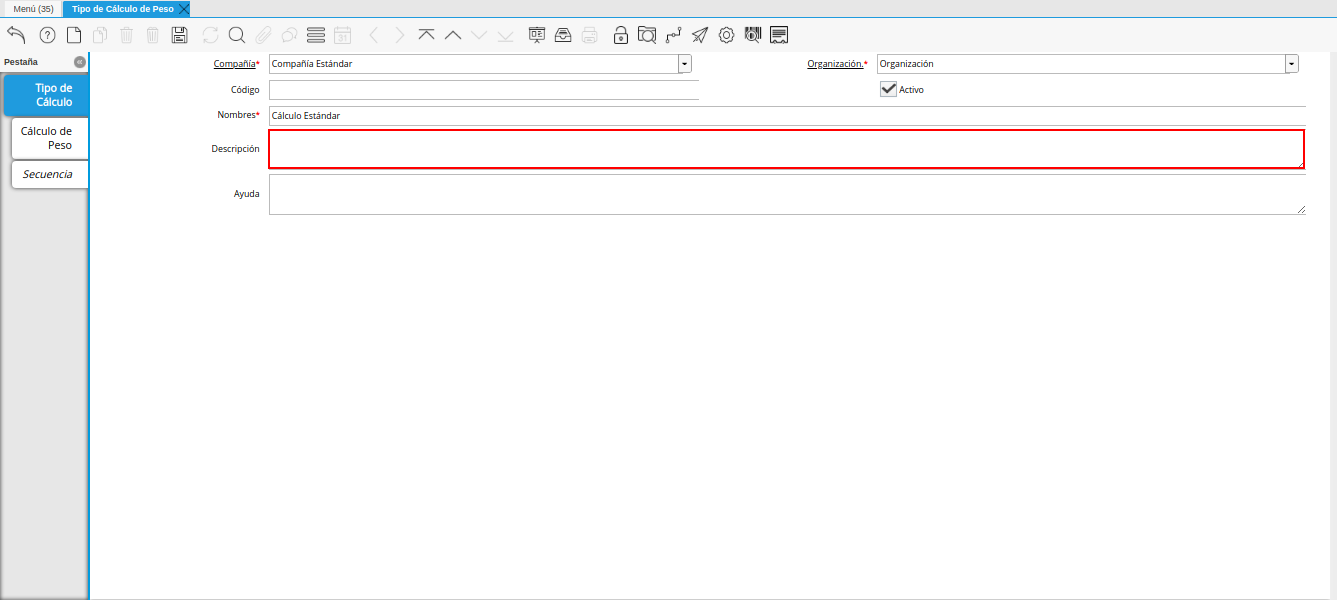 Menú (35)
Tipo de Cálculo de Peso
Pestaña
Tipo de
Cálculo
Cálculo de
Peso
Secuencia
Compañía*
Compañía Estándar
Organización.*
Organización
Código
Activo
Nombres*
Cálculo Estándar
Descripción
Ayuda